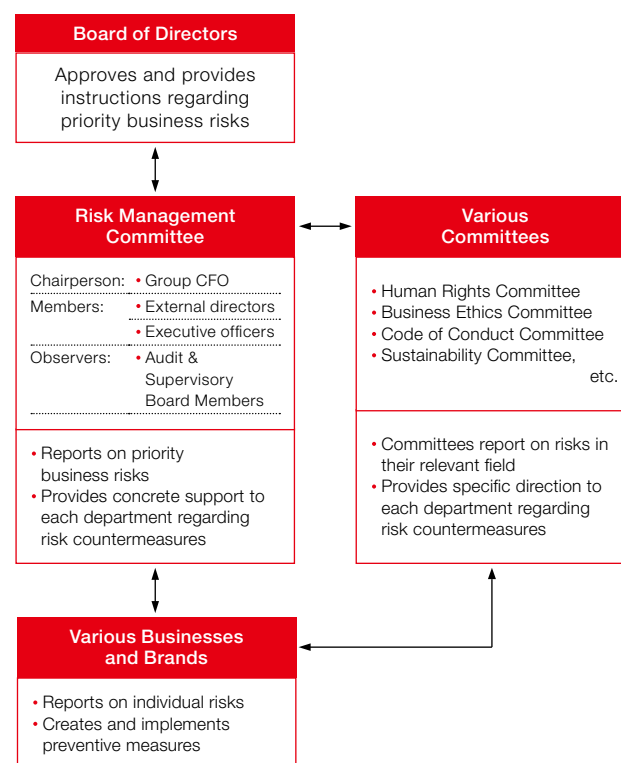 Board of Directors
Approves and provides
instructions regarding
priority business risks
Risk Management
Committee
Chairperson: • Group CFO
Members: • External directors
• Executive officers
Observers: • Audit &
Supervisory
Board Members
• Reports on priority
business risks
• Provides concrete support to
each department regarding
risk countermeasures
Various
Committees
• Human Rights Committee
• Business Ethics Committee
• Code of Conduct Committee
• Sustainability Committee,
etc.
• Committees report on risks in
their relevant field
• Provides specific direction to
each department regarding
risk countermeasures
Various Businesses
and Brands
• Reports on individual risks
• Creates and implements
preventive measures